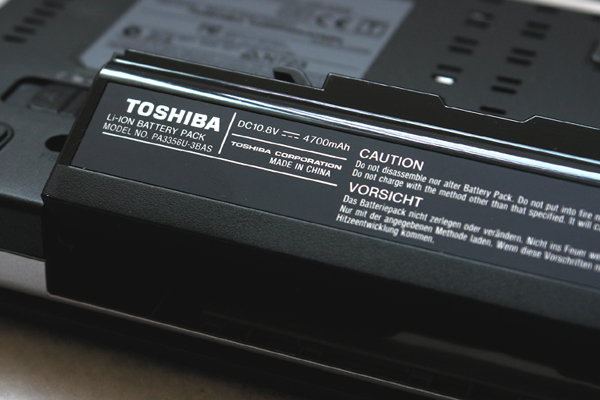 TOSHIBA
Li-ION BATTERY PACK
MODEL NO. PA3356U-3BAS
DC10.8V ⎓ 4700mAh
TOSHIBA CORPORATION
MADE IN CHINA
CAUTION
Do not disassemble nor alter Battery Pack. Do not put into fire
Do not charge with the method other than that specified. It will
VORSICHT
Das Batteriepack nicht zerlegen oder verändern. Nicht ins Feuer
Nur mit der angegebenen Methode laden. Wenn diese Vorschriften
Hitzeentwicklung kommen.